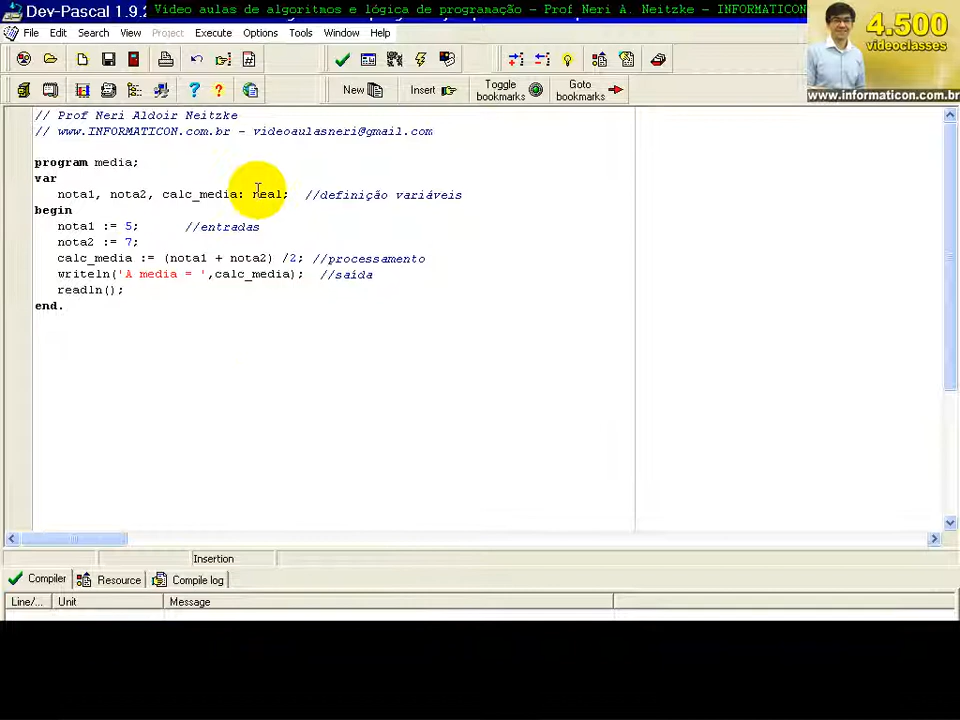 Dev-Pascal 1.9.2
Video aulas de algoritmos e lógica de programação - Prof Neri A. Neitzke - INFORMATICON
4.500
videoclasses
www.informaticon.com.br
File Edit Search View Project Execute Options Tools Window Help
New Insert Toggle bookmarks Goto bookmarks
// Prof Neri Aldoir Neitzke
// www.INFORMATICON.com.br - videoaulasneri@gmail.com
program media;
var
nota1, nota2, calc_media: real; //definição variáveis
begin
nota1 := 5; //entradas
nota2 := 7;
calc_media := (nota1 + nota2) /2; //processamento
writeln('A media = ',calc_media); //saída
readln();
end.
Insertion
Compiler Resource Compile log
Line/... Unit Message